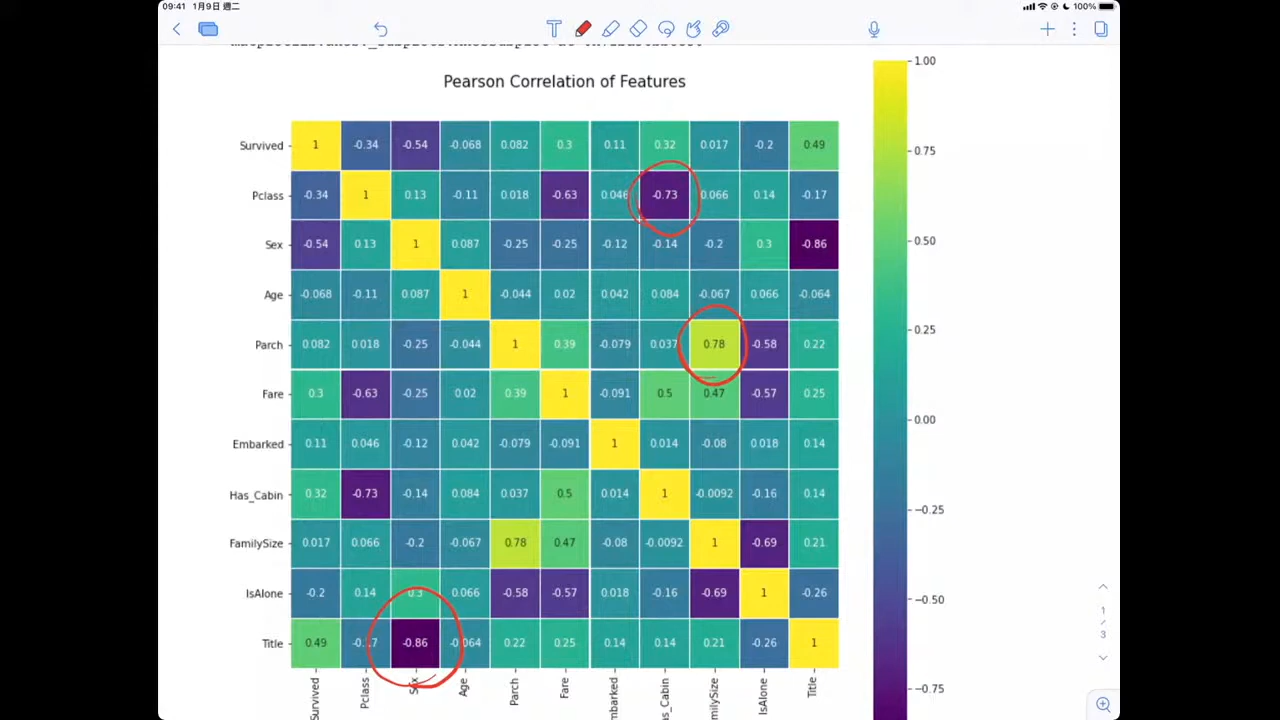 09:41 1月9日 週二 100%
Pearson Correlation of Features
1.00
Survived 1 -0.34 -0.54 -0.068 0.082 0.3 0.11 0.32 0.017 -0.2 0.49
0.75
Pclass -0.34 1 0.13 -0.11 0.018 -0.63 0.046 -0.73 0.066 0.14 -0.17
Sex -0.54 0.13 1 0.087 -0.25 -0.25 -0.12 -0.14 -0.2 0.3 -0.86
0.50
Age -0.068 -0.11 0.087 1 -0.044 0.02 0.042 0.084 -0.067 0.066 -0.064
0.25
Parch 0.082 0.018 -0.25 -0.044 1 0.39 -0.079 0.037 0.78 -0.58 0.22
Fare 0.3 -0.63 -0.25 0.02 0.39 1 -0.091 0.5 0.47 -0.57 0.25
0.00
Embarked 0.11 0.046 -0.12 0.042 -0.079 -0.091 1 0.014 -0.08 0.018 0.14
Has_Cabin 0.32 -0.73 -0.14 0.084 0.037 0.5 0.014 1 -0.0092 -0.16 0.14
-0.25
FamilySize 0.017 0.066 -0.2 -0.067 0.78 0.47 -0.08 -0.0092 1 -0.69 0.21
IsAlone -0.2 0.14 0.3 0.066 -0.58 -0.57 0.018 -0.16 -0.69 1 -0.26
-0.50
1
/
3
Title 0.49 -0.17 -0.86 -0.064 0.22 0.25 0.14 0.14 0.21 -0.26 1
-0.75
Survived Pclass Sex Age Parch Fare mbarked as_Cabin milySize IsAlone Title